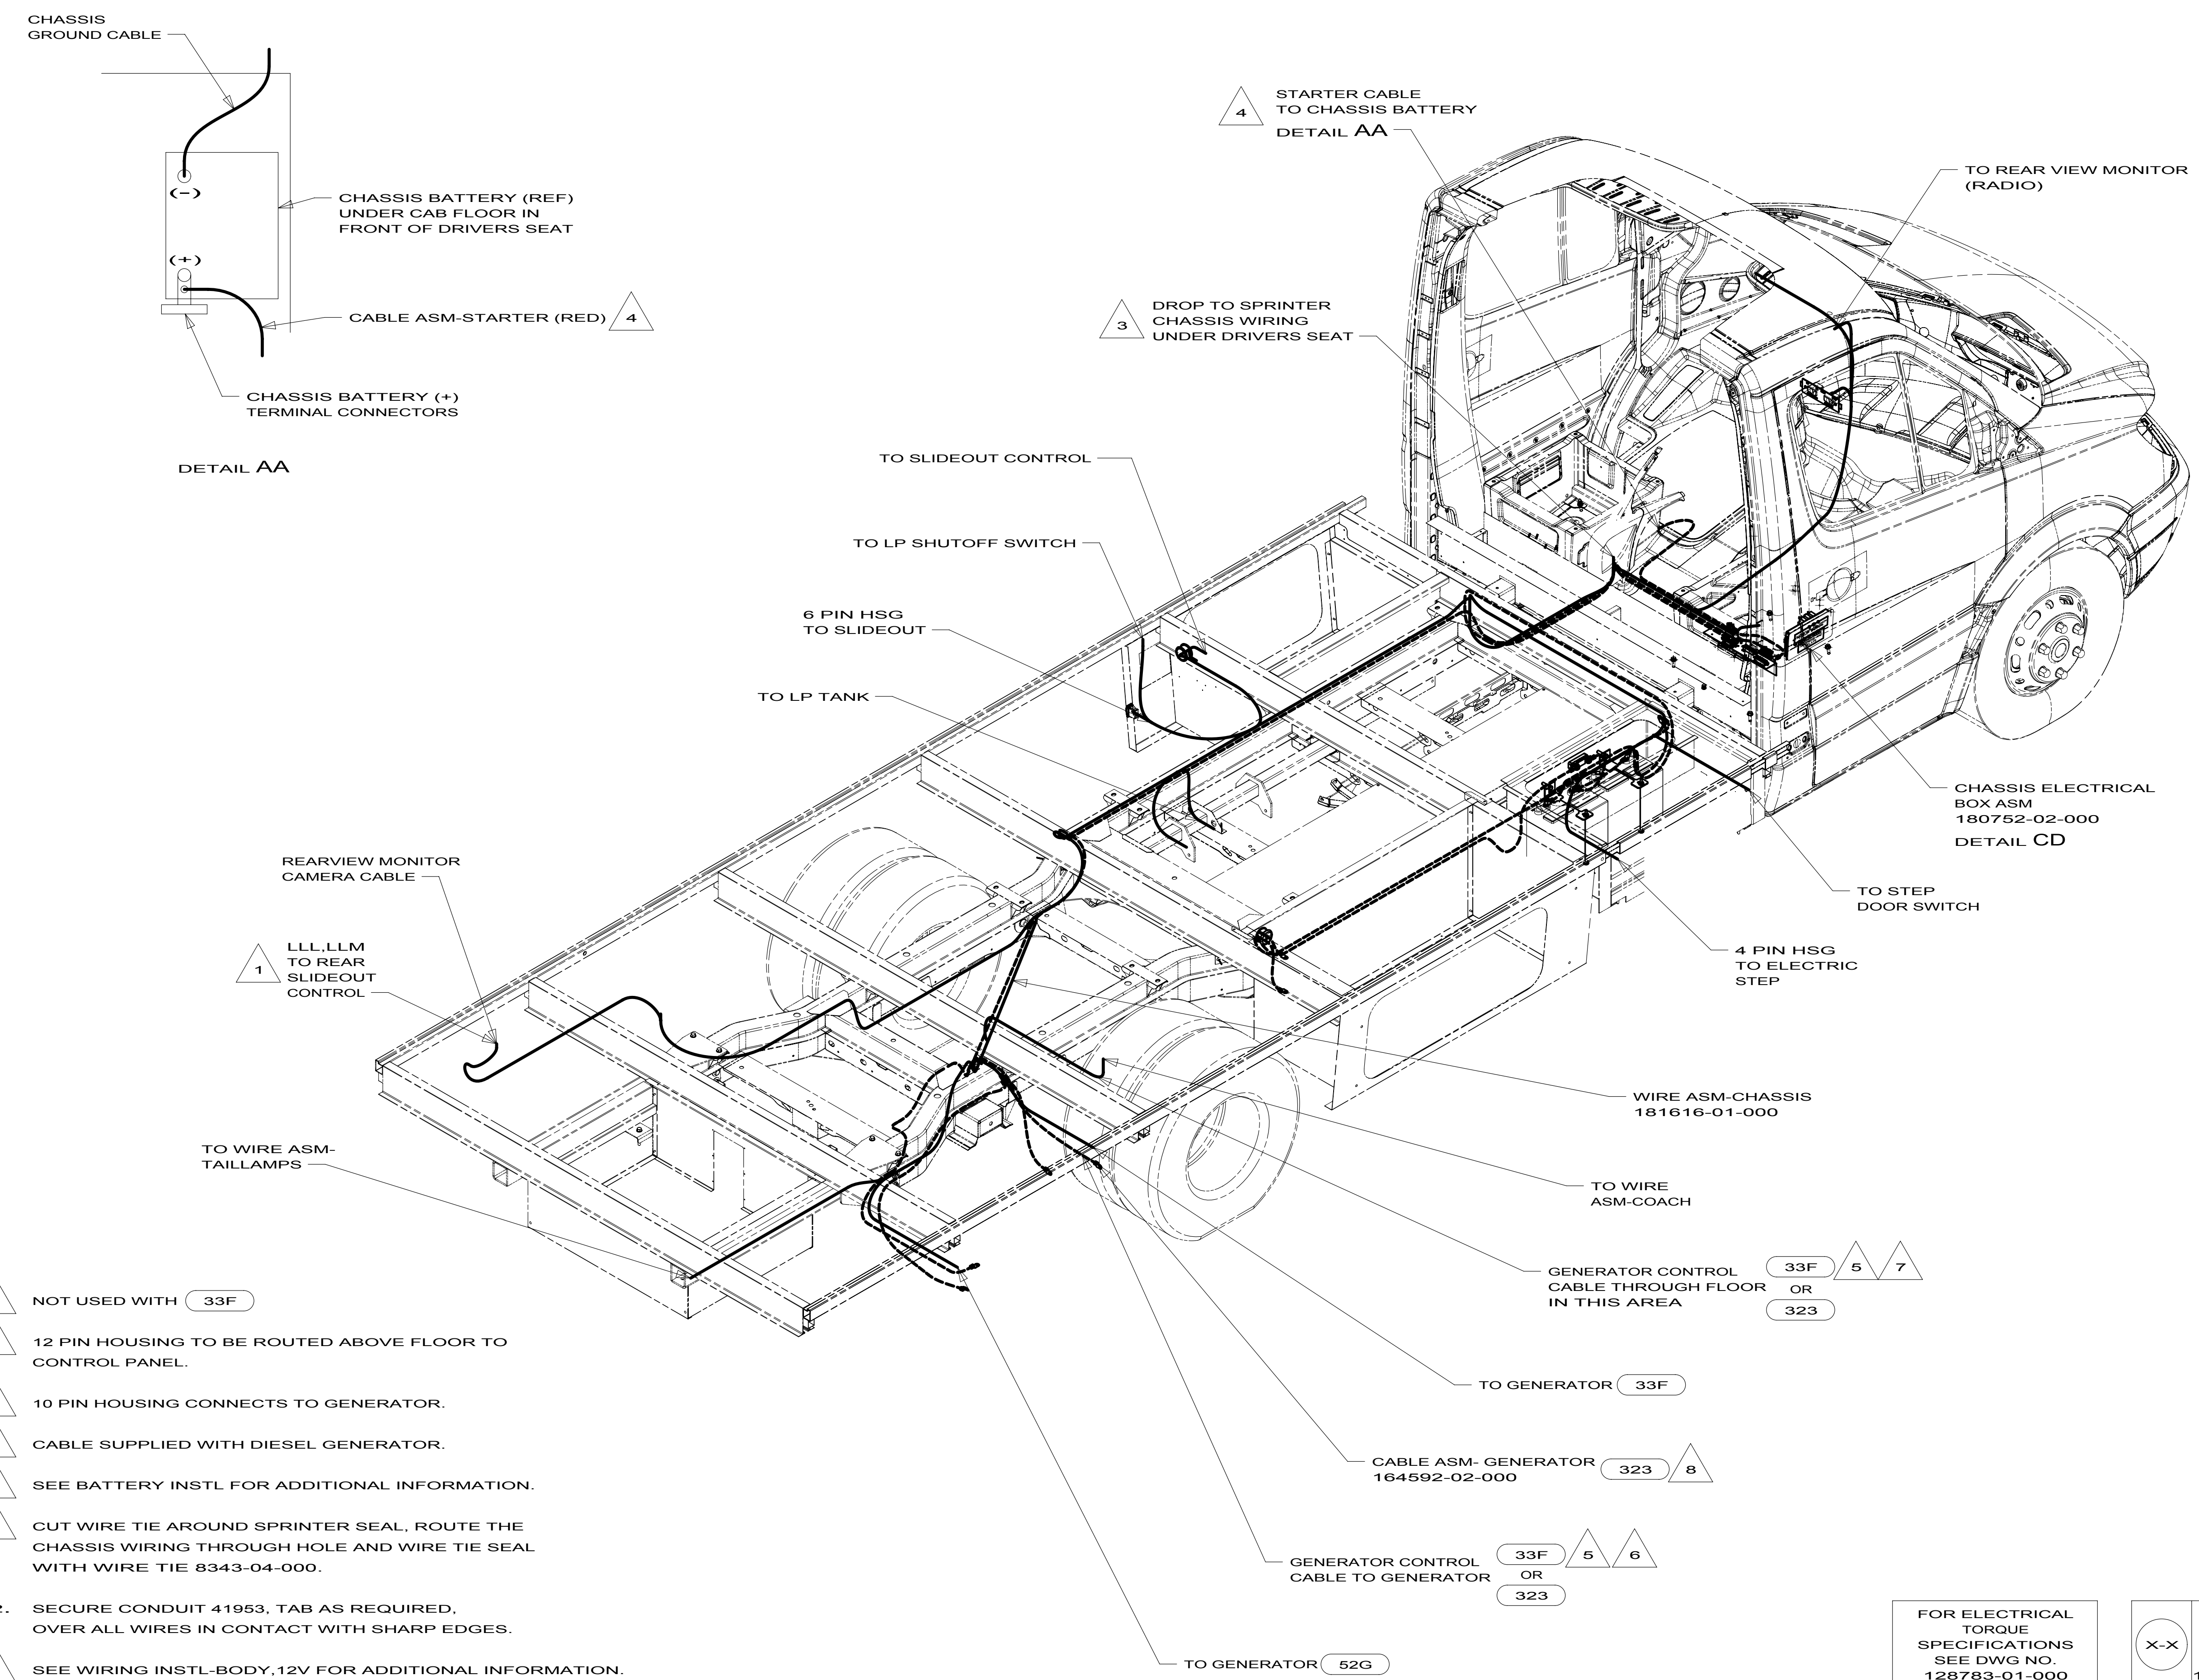 CHASSIS
GROUND CABLE
(-)
CHASSIS BATTERY (REF)
UNDER CAB FLOOR IN
FRONT OF DRIVERS SEAT
(+)
CABLE ASM-STARTER (RED) 4
CHASSIS BATTERY (+)
TERMINAL CONNECTORS
DETAIL AA
4 STARTER CABLE
TO CHASSIS BATTERY
DETAIL AA
TO REAR VIEW MONITOR
(RADIO)
3 DROP TO SPRINTER
CHASSIS WIRING
UNDER DRIVERS SEAT
TO SLIDEOUT CONTROL
TO LP SHUTOFF SWITCH
6 PIN HSG
TO SLIDEOUT
TO LP TANK
REARVIEW MONITOR
CAMERA CABLE
1 LLL,LLM
TO REAR
SLIDEOUT
CONTROL
TO WIRE ASM-
TAILLAMPS
CHASSIS ELECTRICAL
BOX ASM
180752-02-000
DETAIL CD
TO STEP
DOOR SWITCH
4 PIN HSG
TO ELECTRIC
STEP
WIRE ASM-CHASSIS
181616-01-000
TO WIRE
ASM-COACH
GENERATOR CONTROL
CABLE THROUGH FLOOR
IN THIS AREA
33F 5 7
OR
323
TO GENERATOR 33F
CABLE ASM- GENERATOR
164592-02-000
323 8
GENERATOR CONTROL
CABLE TO GENERATOR
33F 5 6
OR
323
TO GENERATOR 52G
NOT USED WITH 33F
12 PIN HOUSING TO BE ROUTED ABOVE FLOOR TO
CONTROL PANEL.
10 PIN HOUSING CONNECTS TO GENERATOR.
CABLE SUPPLIED WITH DIESEL GENERATOR.
SEE BATTERY INSTL FOR ADDITIONAL INFORMATION.
CUT WIRE TIE AROUND SPRINTER SEAL, ROUTE THE
CHASSIS WIRING THROUGH HOLE AND WIRE TIE SEAL
WITH WIRE TIE 8343-04-000.
2. SECURE CONDUIT 41953, TAB AS REQUIRED,
OVER ALL WIRES IN CONTACT WITH SHARP EDGES.
SEE WIRING INSTL-BODY,12V FOR ADDITIONAL INFORMATION.
FOR ELECTRICAL
TORQUE
SPECIFICATIONS
SEE DWG NO.
128783-01-000
X-X